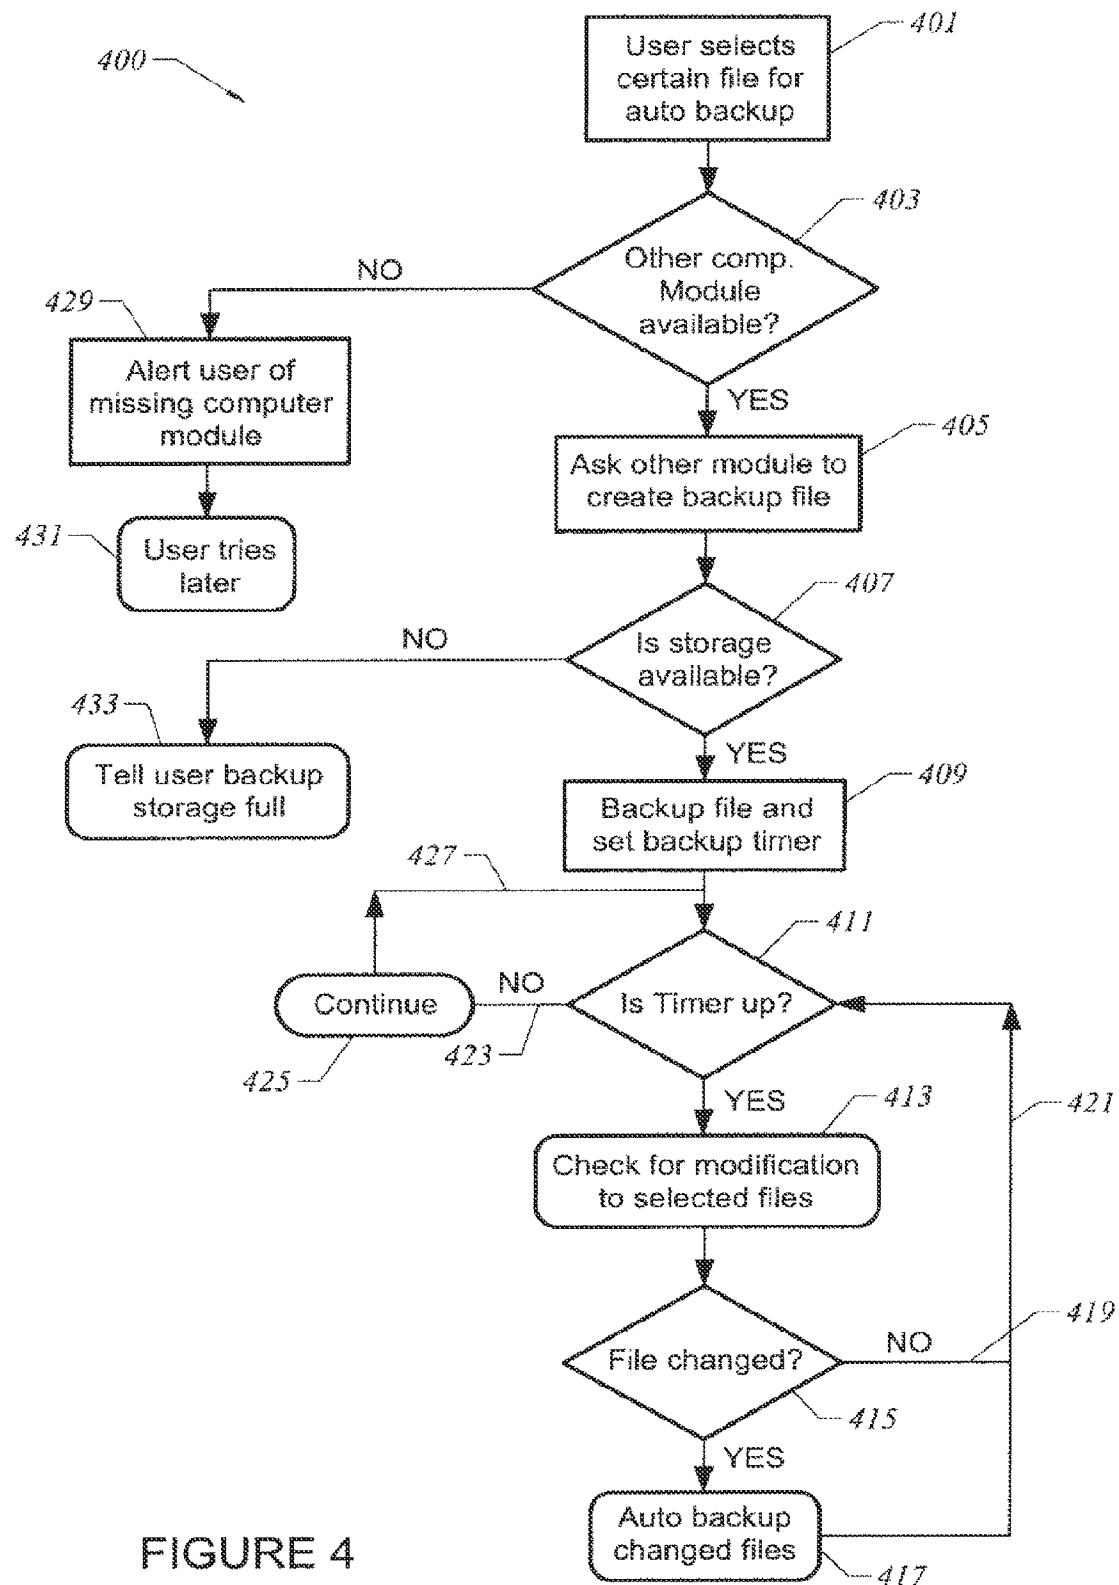 400
User selects
certain file for
auto backup
401
Other comp.
Module
available?
403
NO
YES
429
Alert user of
missing computer
module
431
User tries
later
Ask other module to
create backup file
405
Is storage
available?
407
NO
YES
433
Tell user backup
storage full
Backup file and
set backup timer
409
427
Is Timer up?
411
NO
423
Continue
425
YES
Check for modification
to selected files
413
421
File changed?
415
NO
419
YES
Auto backup
changed files
417
FIGURE 4